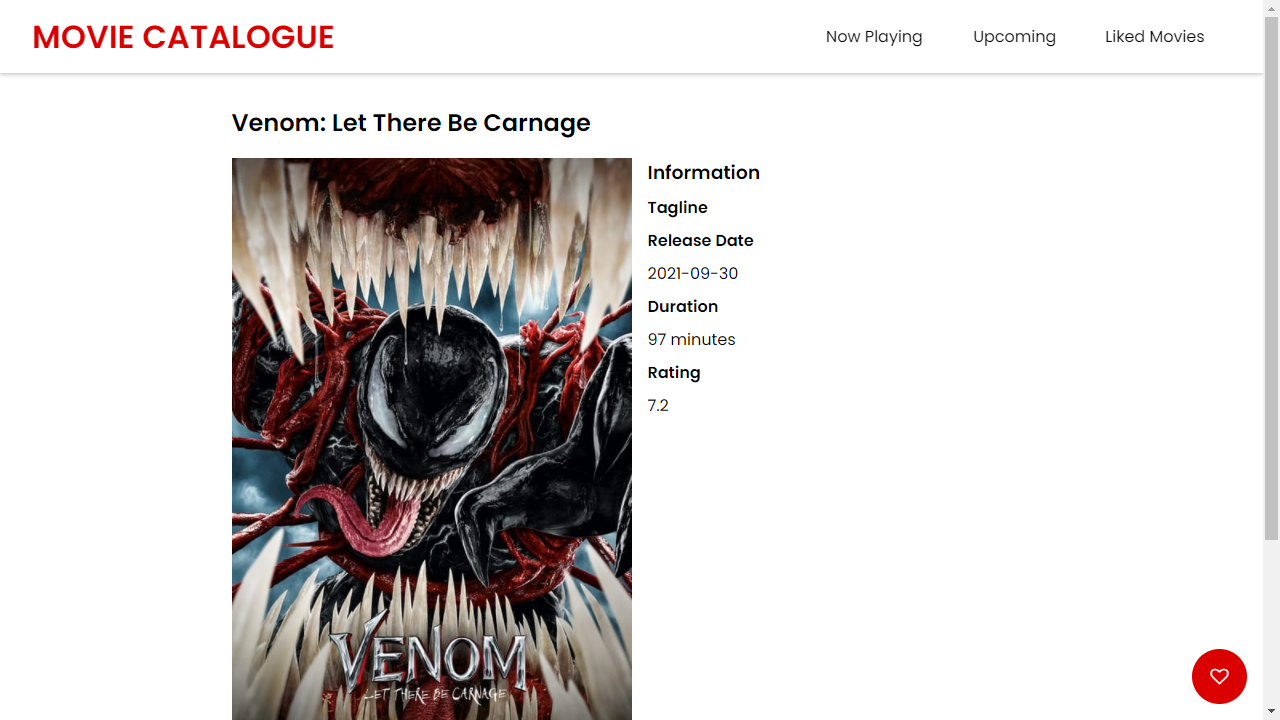 MOVIE CATALOGUE
Now Playing
Upcoming
Liked Movies
Venom: Let There Be Carnage
Information
Tagline
Release Date
2021-09-30
Duration
97 minutes
Rating
7.2
VENOM
LET THERE BE CARNAGE